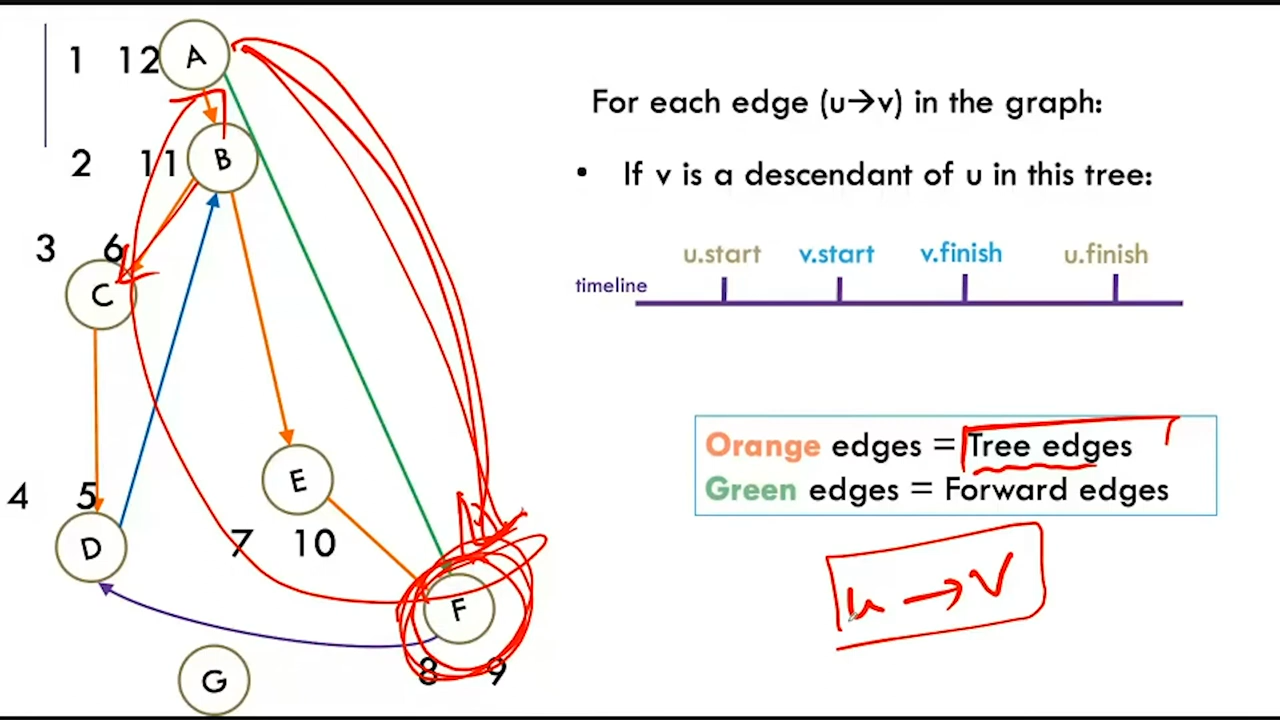 1 12 A
2 11 B
3 6
C
4 5
D
E
7 10
F
8 9
G
For each edge (u→v) in the graph:
• If v is a descendant of u in this tree:
u.start v.start v.finish u.finish
timeline
Orange edges = Tree edges
Green edges = Forward edges
u → v